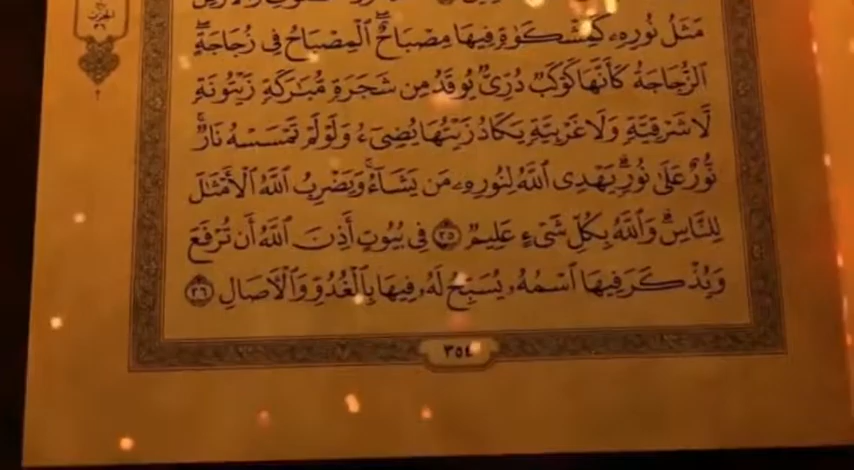 مَثَلُ نُورِهِۦ كَمِشْكَوٰةٍ فِيهَا مِصْبَاحٌ ۖ ٱلْمِصْبَاحُ فِى زُجَاجَةٍ ۖ
ٱلزُّجَاجَةُ كَأَنَّهَا كَوْكَبٌ دُرِّىٌّ يُوقَدُ مِن شَجَرَةٍ مُّبَٰرَكَةٍ زَيْتُونَةٍ
لَّا شَرْقِيَّةٍ وَلَا غَرْبِيَّةٍ يَكَادُ زَيْتُهَا يُضِىٓءُ وَلَوْ لَمْ تَمْسَسْهُ نَارٌ ۚ
نُّورٌ عَلَىٰ نُورٍ ۗ يَهْدِى ٱللَّهُ لِنُورِهِۦ مَن يَشَآءُ ۚ وَيَضْرِبُ ٱللَّهُ ٱلْأَمْثَٰلَ
لِلنَّاسِ ۗ وَٱللَّهُ بِكُلِّ شَىْءٍ عَلِيمٌ ٣٥ فِى بُيُوتٍ أَذِنَ ٱللَّهُ أَن تُرْفَعَ
وَيُذْكَرَ فِيهَا ٱسْمُهُۥ يُسَبِّحُ لَهُۥ فِيهَا بِٱلْغُدُوِّ وَٱلْءَاصَالِ ٣٦
٣٥٤